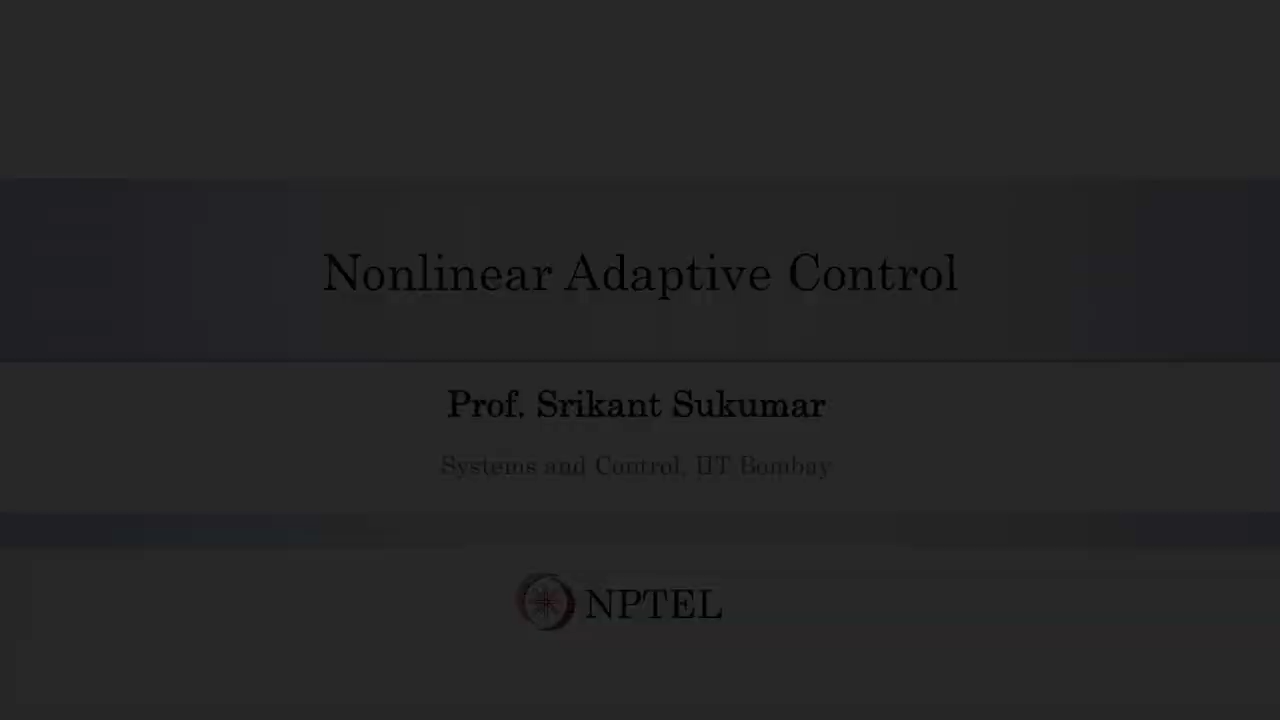 Nonlinear Adaptive Control
Prof. Srikant Sukumar
Systems and Control, IIT Bombay
NPTEL